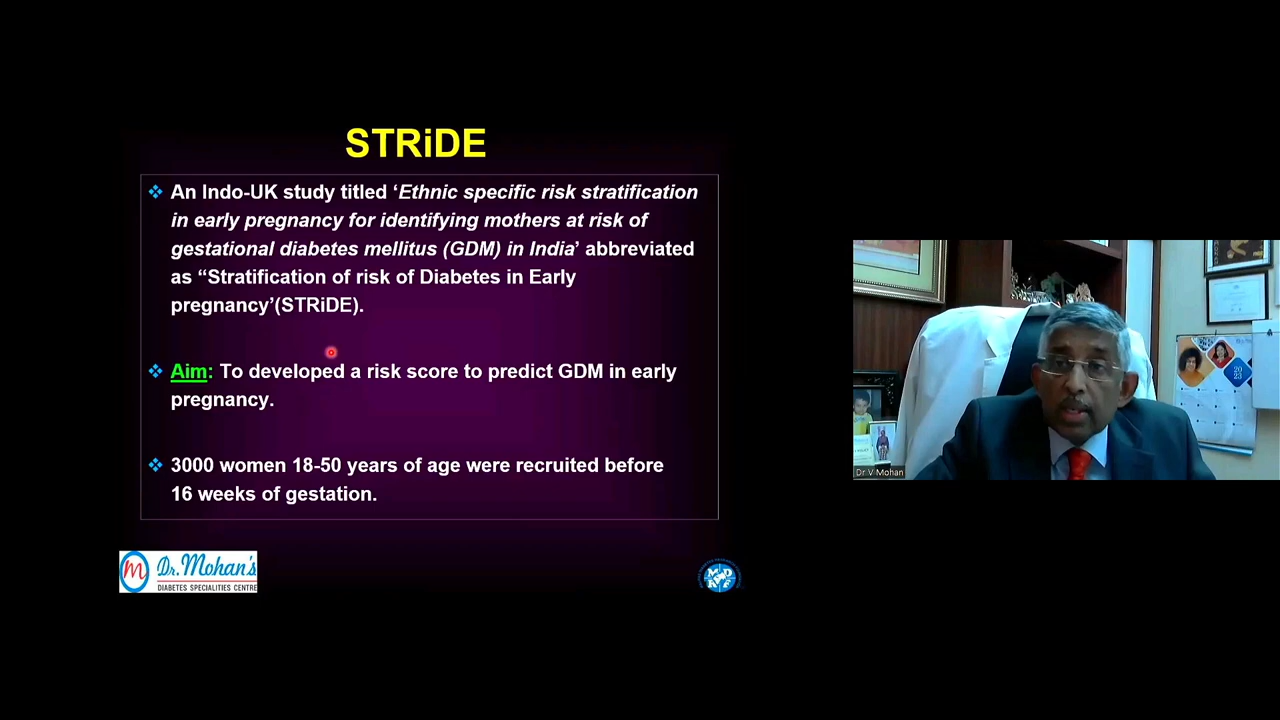 STRiDE
❖ An Indo-UK study titled ‘Ethnic specific risk stratification
in early pregnancy for identifying mothers at risk of
gestational diabetes mellitus (GDM) in India’ abbreviated
as “Stratification of risk of Diabetes in Early
pregnancy’(STRiDE).
❖ Aim: To developed a risk score to predict GDM in early
pregnancy.
❖ 3000 women 18-50 years of age were recruited before
16 weeks of gestation.
m Dr.Mohan's
DIABETES SPECIALITIES CENTRE
Dr V Mohan
2023